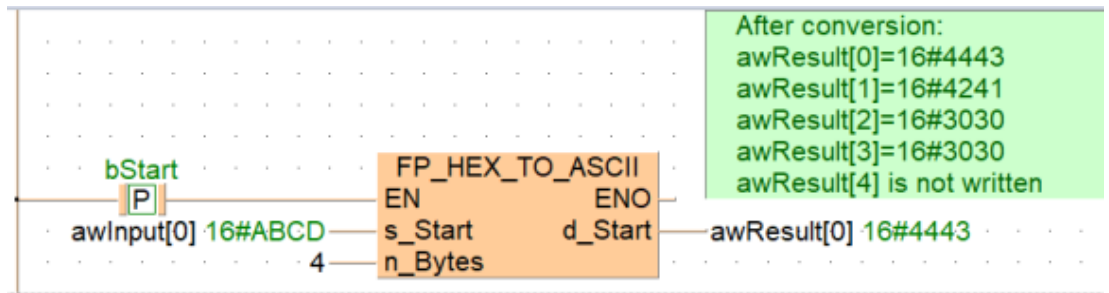 After conversion:
awResult[0]=16#4443
awResult[1]=16#4241
awResult[2]=16#3030
awResult[3]=16#3030
awResult[4] is not written
bStart
P
FP_HEX_TO_ASCII
EN ENO
awInput[0] 16#ABCD s_Start d_Start awResult[0] 16#4443
4 n_Bytes